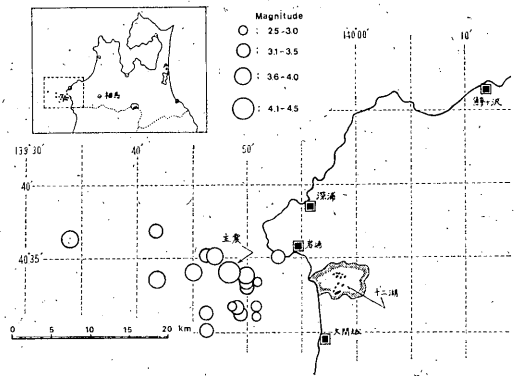 Magnitude
: 2.5-3.0
: 3.1-3.5
: 3.6-4.0
: 4.1-4.5
相馬
139°30'
40'
50'
140°00'
10'
鰺ヶ沢
40'
深浦
主震
岩崎
40°35'
十二湖
大間越
0 5 10 15 20 km